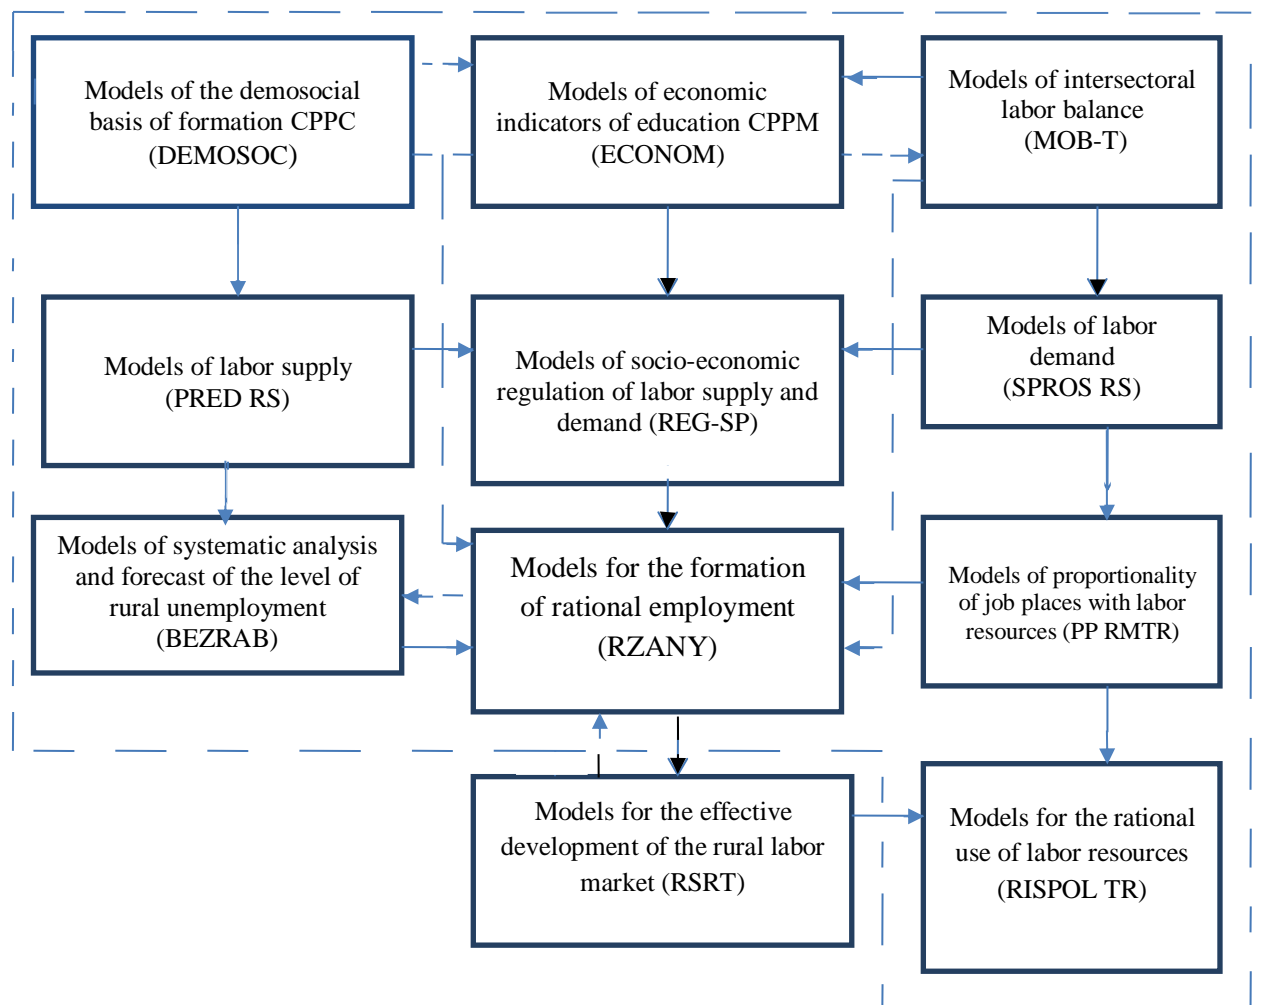 Models of the demosocial
basis of formation CPPC
(DEMOSOC)
Models of economic
indicators of education CPPM
(ECONOM)
Models of intersectoral
labor balance
(MOB-T)
Models of labor supply
(PRED RS)
Models of socio-economic
regulation of labor supply and
demand (REG-SP)
Models of labor
demand
(SPROS RS)
Models of systematic analysis
and forecast of the level of
rural unemployment
(BEZRAB)
Models for the formation
of rational employment
(RZANY)
Models of proportionality
of job places with labor
resources (PP RMTR)
Models for the effective
development of the rural labor
market (RSRT)
Models for the rational
use of labor resources
(RISPOL TR)